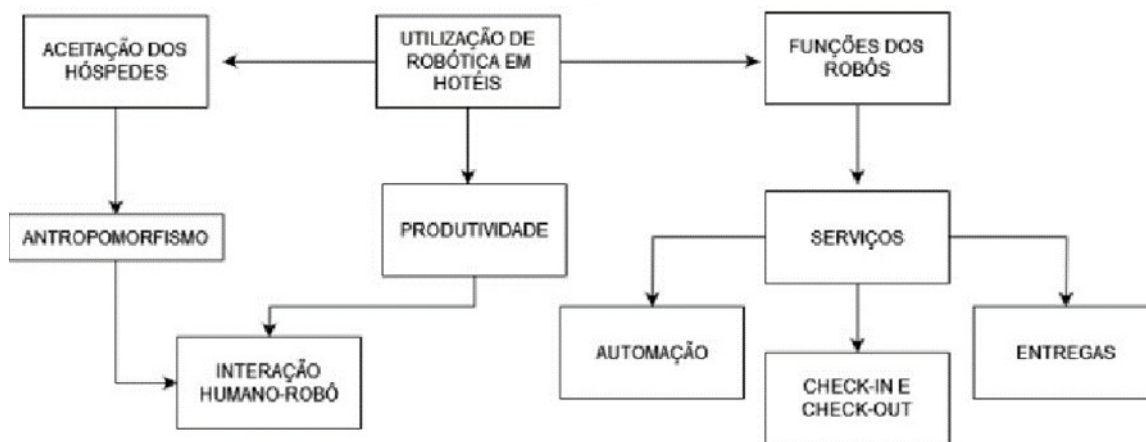 ACEITAÇÃO DOS
HÓSPEDES
UTILIZAÇÃO DE
ROBÓTICA EM
HOTÉIS
FUNÇÕES DOS
ROBÔS
ANTROPOMORFISMO
PRODUTIVIDADE
SERVIÇOS
INTERAÇÃO
HUMANO-ROBÔ
AUTOMAÇÃO
CHECK-IN E
CHECK-OUT
ENTREGAS